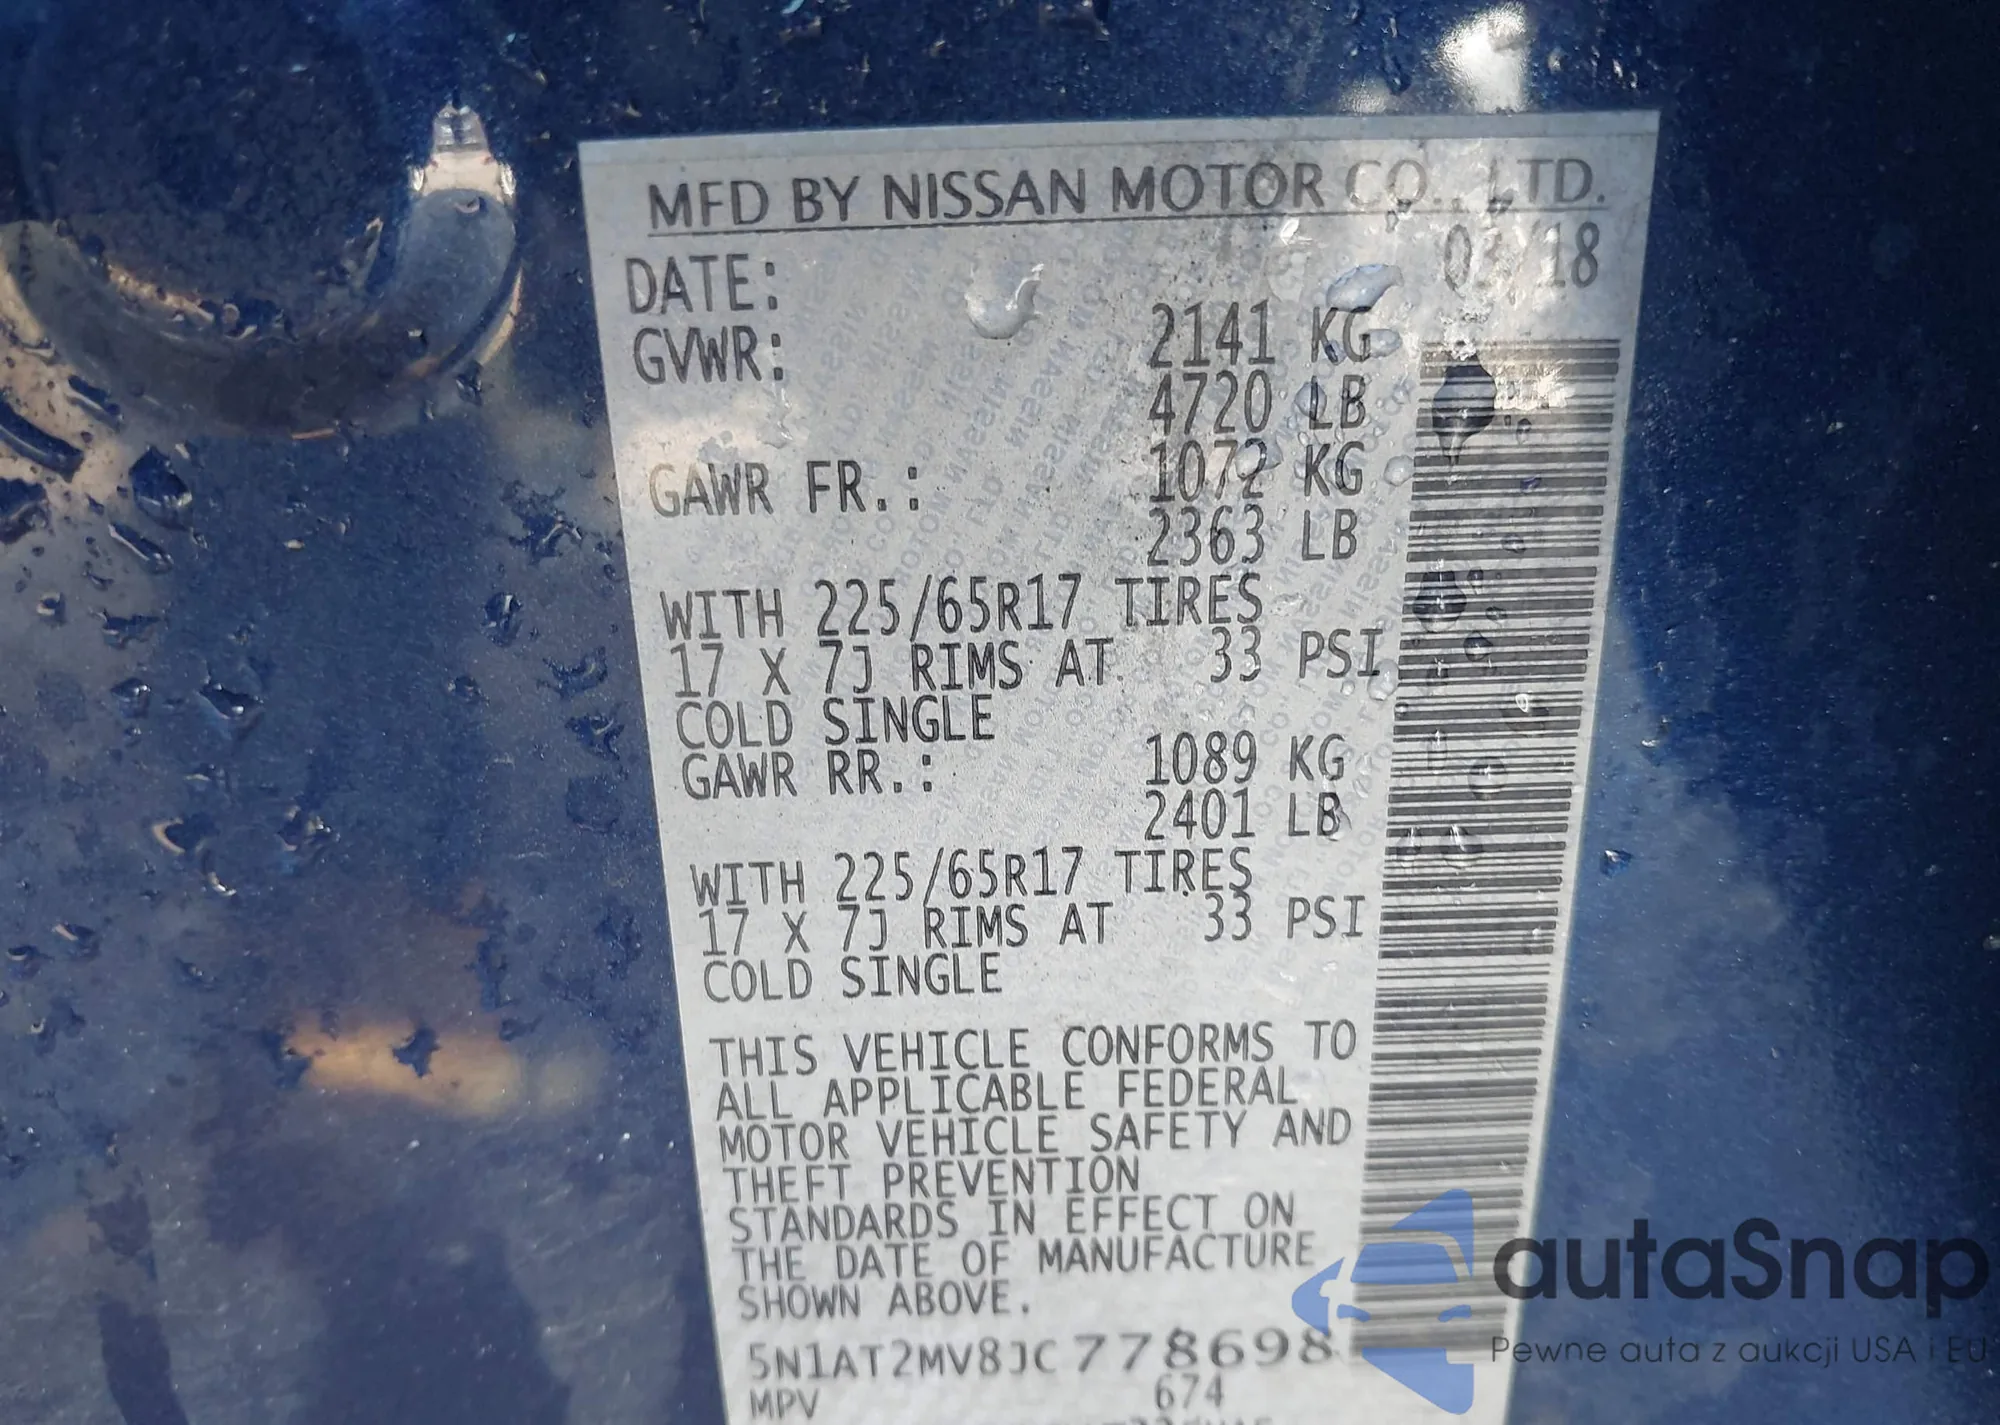 MFD BY NISSAN MOTOR CO., LTD.
DATE: 03/18
GVWR: 2141 KG
4720 LB
GAWR FR.: 1072 KG
2363 LB
WITH 225/65R17 TIRES
17 X 7J RIMS AT 33 PSI
COLD SINGLE
GAWR RR.: 1089 KG
2401 LB
WITH 225/65R17 TIRES
17 X 7J RIMS AT 33 PSI
COLD SINGLE
THIS VEHICLE CONFORMS TO
ALL APPLICABLE FEDERAL
MOTOR VEHICLE SAFETY AND
THEFT PREVENTION
STANDARDS IN EFFECT ON
THE DATE OF MANUFACTURE
SHOWN ABOVE.
5N1AT2MV8JC778698
MPV 674
autaSnap
Pewne auta z aukcji USA i EU